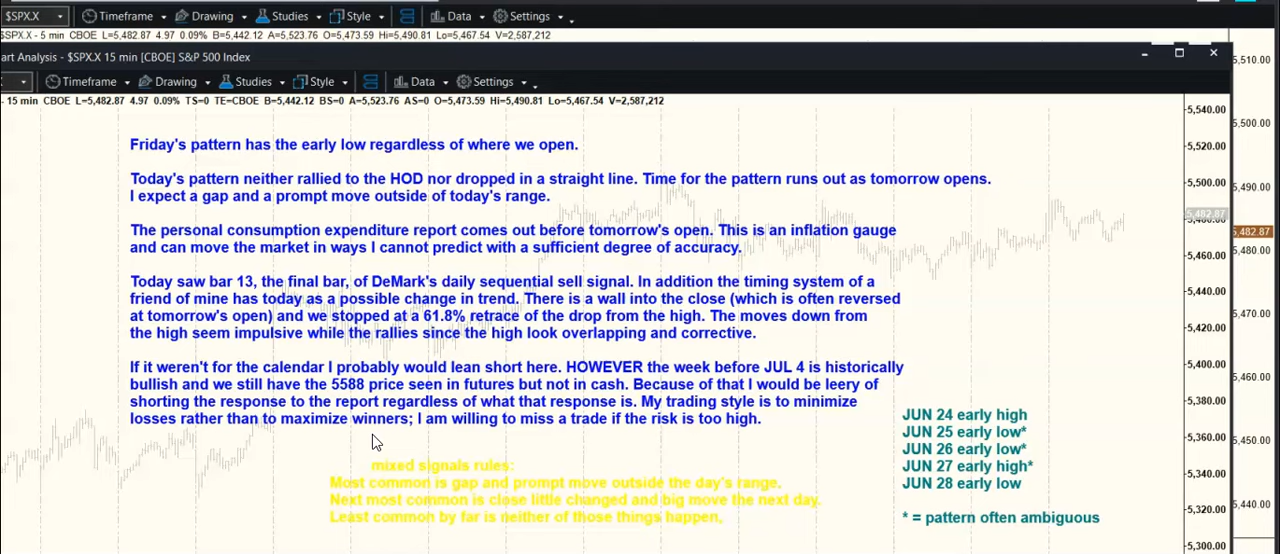 $SPX.X Timeframe Drawing Studies Style Data Settings
$SPX.X - 5 min CBOE L=5,482.87 4.97 0.09% B=5,442.12 A=5,523.76 O=5,473.59 Hi=5,490.81 Lo=5,467.54 V=2,587,212
art Analysis - $SPX.X 15 min [CBOE] S&P 500 Index
Timeframe Drawing Studies Style Data Settings
- 15 min CBOE L=5,482.87 4.97 0.09% TS=0 TE=CBOE B=5,442.12 BS=0 A=5,523.76 AS=0 O=5,473.59 Hi=5,490.81 Lo=5,467.54 V=2,587,212
Friday's pattern has the early low regardless of where we open.
Today's pattern neither rallied to the HOD nor dropped in a straight line. Time for the pattern runs out as tomorrow opens.
I expect a gap and a prompt move outside of today's range.
The personal consumption expenditure report comes out before tomorrow's open. This is an inflation gauge
and can move the market in ways I cannot predict with a sufficient degree of accuracy.
Today saw bar 13, the final bar, of DeMark's daily sequential sell signal. In addition the timing system of a
friend of mine has today as a possible change in trend. There is a wall into the close (which is often reversed
at tomorrow's open) and we stopped at a 61.8% retrace of the drop from the high. The moves down from
the high seem impulsive while the rallies since the high look overlapping and corrective.
If it weren't for the calendar I probably would lean short here. HOWEVER the week before JUL 4 is historically
bullish and we still have the 5588 price seen in futures but not in cash. Because of that I would be leery of
shorting the response to the report regardless of what that response is. My trading style is to minimize
losses rather than to maximize winners; I am willing to miss a trade if the risk is too high.
mixed signals rules:
Most common is gap and prompt move outside the day's range.
Next most common is close little changed and big move the next day.
Least common by far is neither of those things happen,
JUN 24 early high
JUN 25 early low*
JUN 26 early low*
JUN 27 early high*
JUN 28 early low
* = pattern often ambiguous
5,540.00
5,520.00
5,500.00
5,482.87
5,460.00
5,440.00
5,420.00
5,400.00
5,380.00
5,360.00
5,340.00
5,320.00
5,300.00
5,510.00
5,500.00
5,490.00
5,482.87
5,480.00
5,470.00
5,460.00
5,450.00
5,440.00